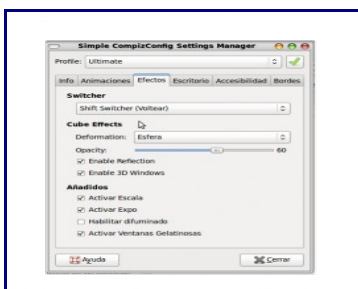 Simple CompizConfig Settings Manager
Profile: Ultimate
Info Animaciones Efectos Escritorio Accesibilidad Bordes
Switcher
Shift Switcher (Voltear)
Cube Effects
Deformation: Esfera
Opacity: 60
Enable Reflection
Enable 3D Windows
Añadidos
Activar Escala
Activar Expo
Habilitar difuminado
Activar Ventanas Gelatinosas
Ayuda Cerrar